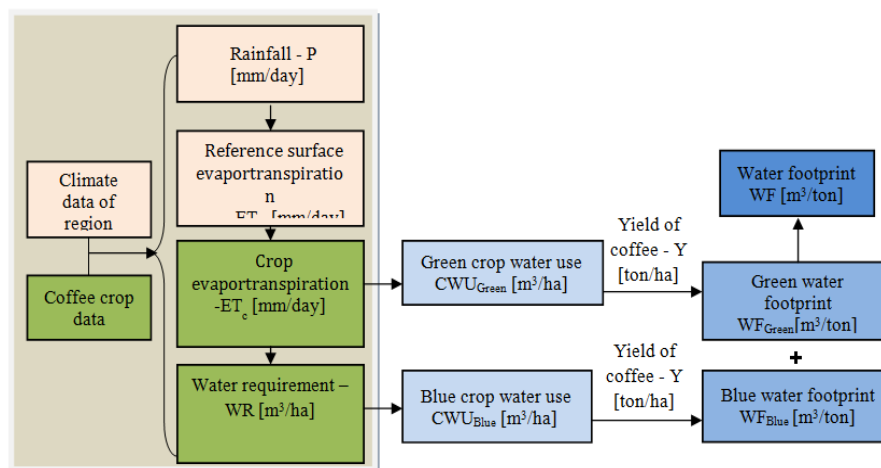 Rainfall - P
[mm/day]
Reference surface
evaportranspiratio
n
ET [mm/day]
Climate
data of
region
Coffee crop
data
Crop
evaportranspiration
-ETc [mm/day]
Water requirement –
WR [m³/ha]
Green crop water use
CWUGreen [m³/ha]
Blue crop water use
CWUBlue [m³/ha]
Yield of
coffee - Y
[ton/ha]
Yield of
coffee - Y
[ton/ha]
Water footprint
WF [m³/ton]
Green water
footprint
WFGreen[m³/ton]
+
Blue water footprint
WFBlue [m³/ton]